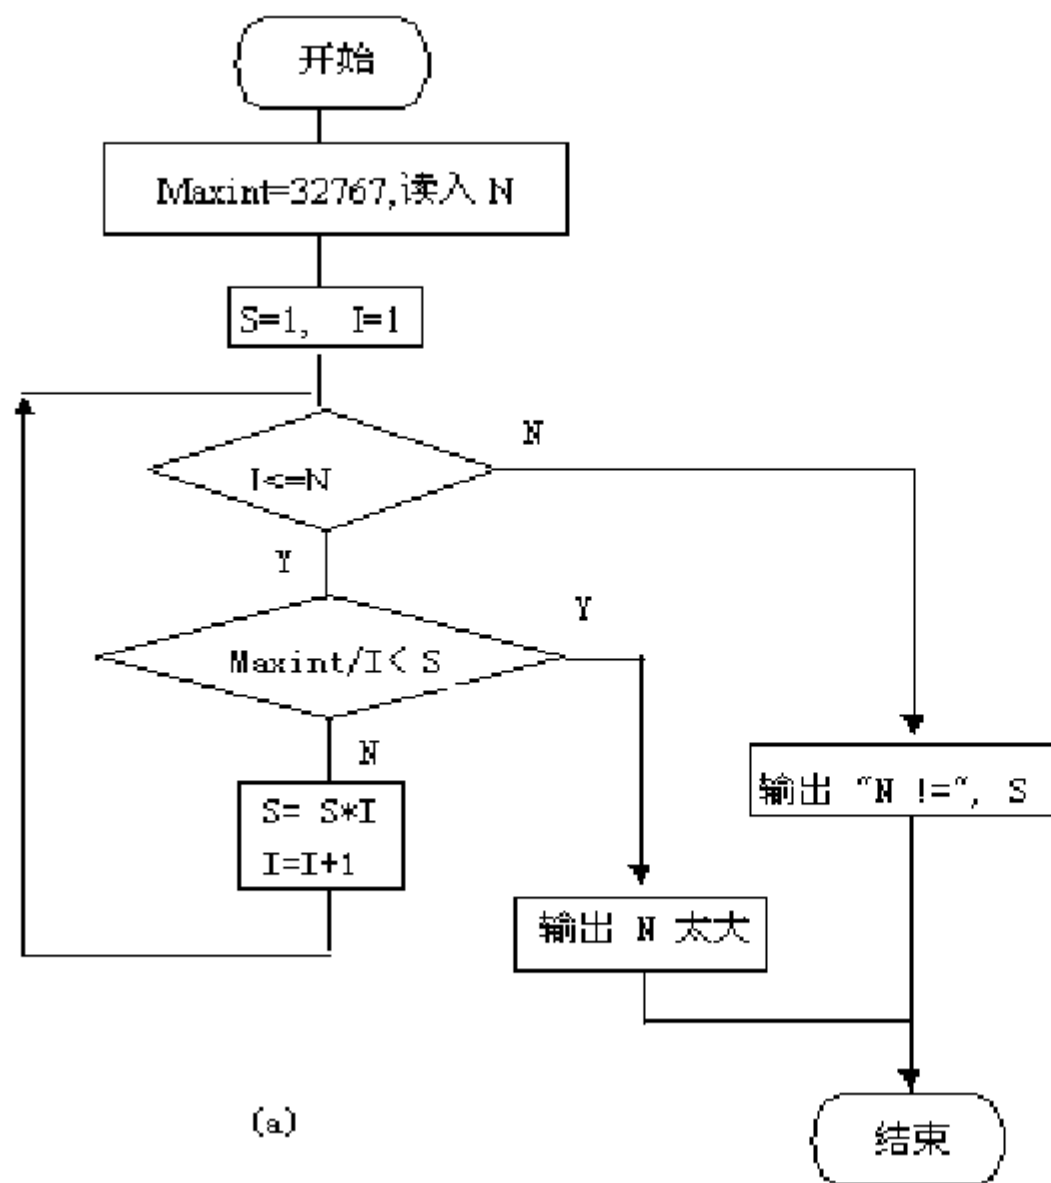 开始
Maxint=32767,读入 N
S=1, I=1
I<=N
N
Y
Maxint/I< S
Y
N
S= S*I
I=I+1
输出 “N !=“, S
输出 N 太大
(a)
结束